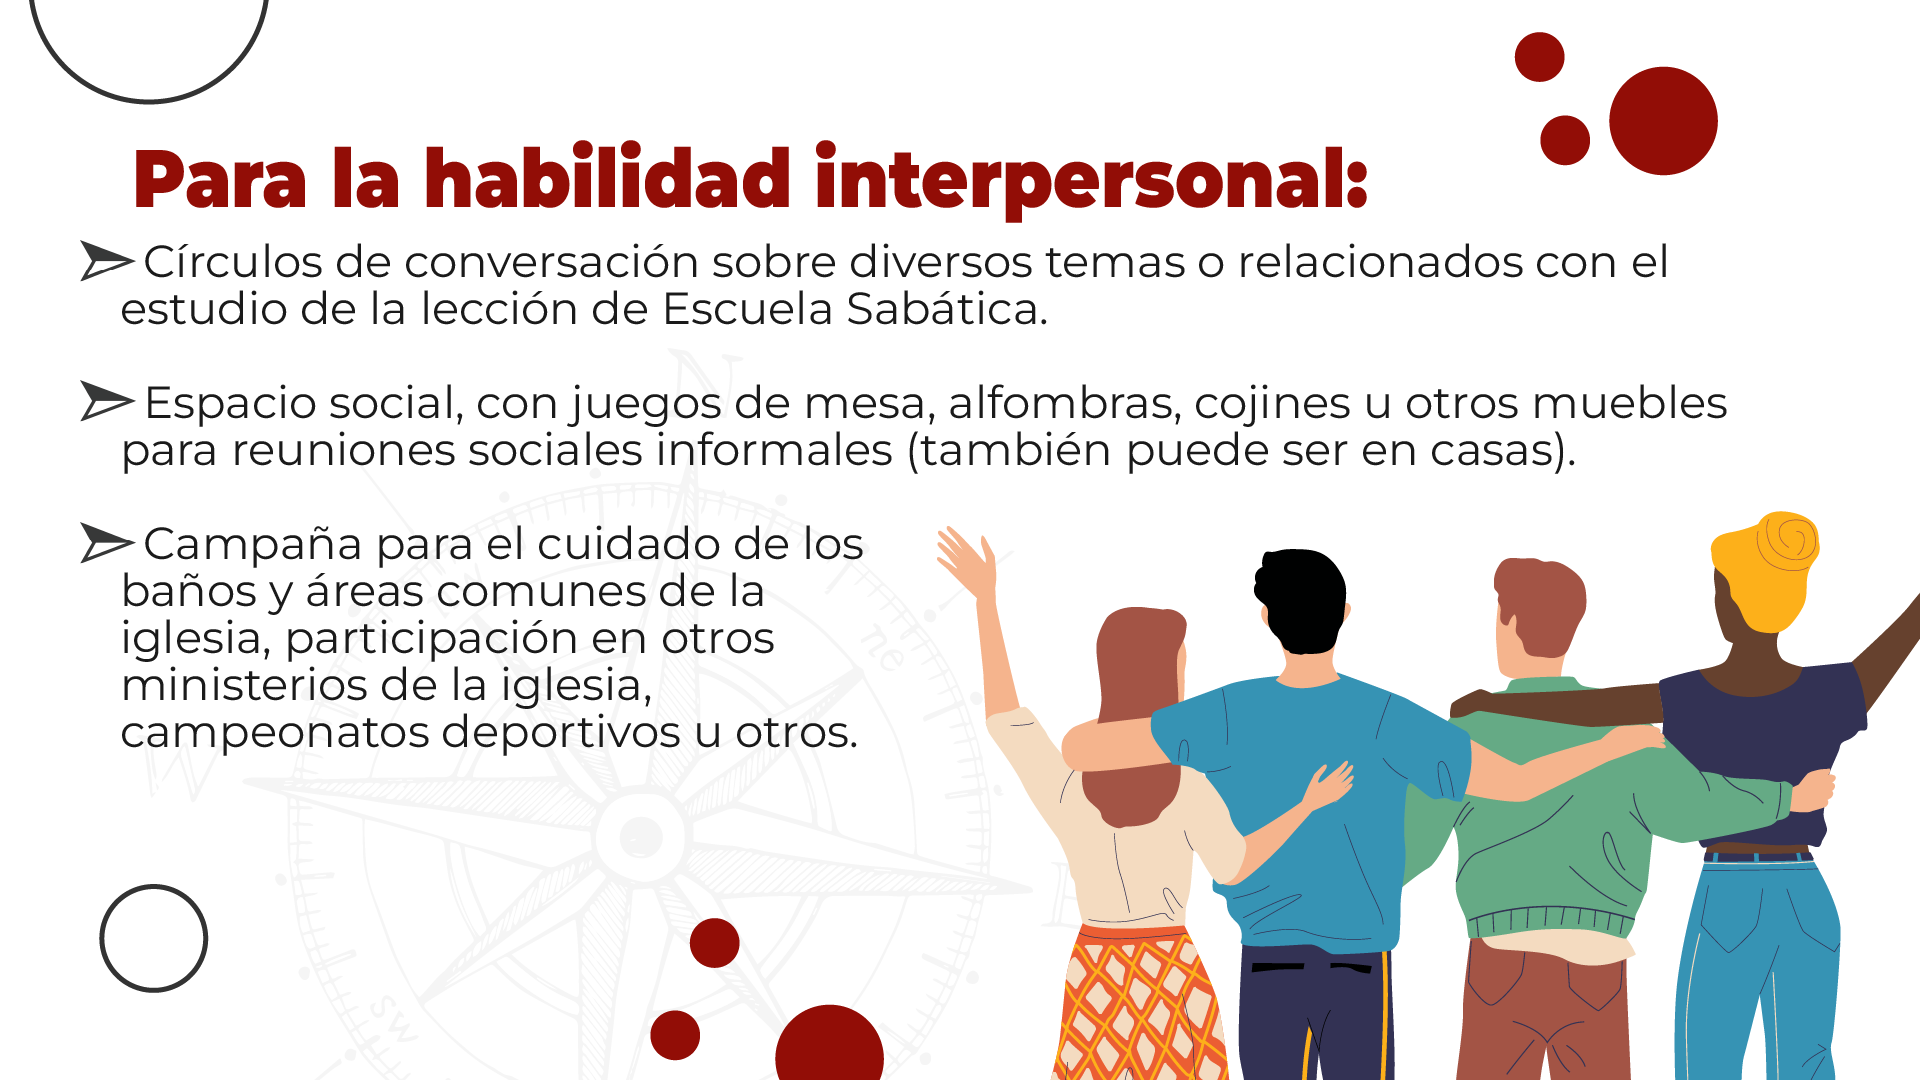 Para la habilidad interpersonal:
Círculos de conversación sobre diversos temas o relacionados con el
estudio de la lección de Escuela Sabática.
Espacio social, con juegos de mesa, alfombras, cojines u otros muebles
para reuniones sociales informales (también puede ser en casas).
Campaña para el cuidado de los
baños y áreas comunes de la
iglesia, participación en otros
ministerios de la iglesia,
campeonatos deportivos u otros.
N
ne
W
E
sw